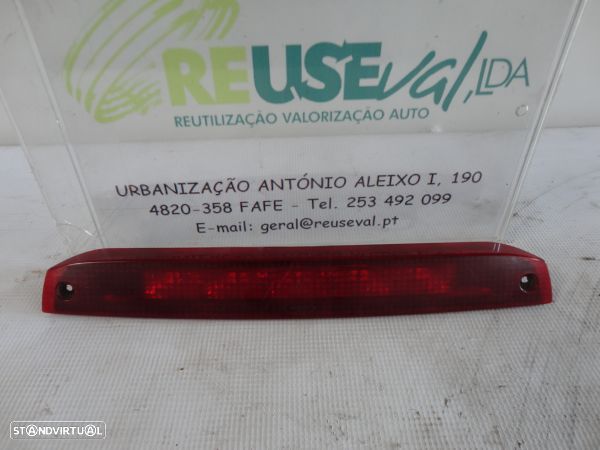 REUSEval, LDA
REUTILIZAÇÃO VALORIZAÇÃO AUTO
URBANIZAÇÃO ANTÓNIO ALEIXO I, 190
4820-358 FAFE - Tel. 253 492 099
E-mail: geral@reuseval.pt
STANDVIRTUAL